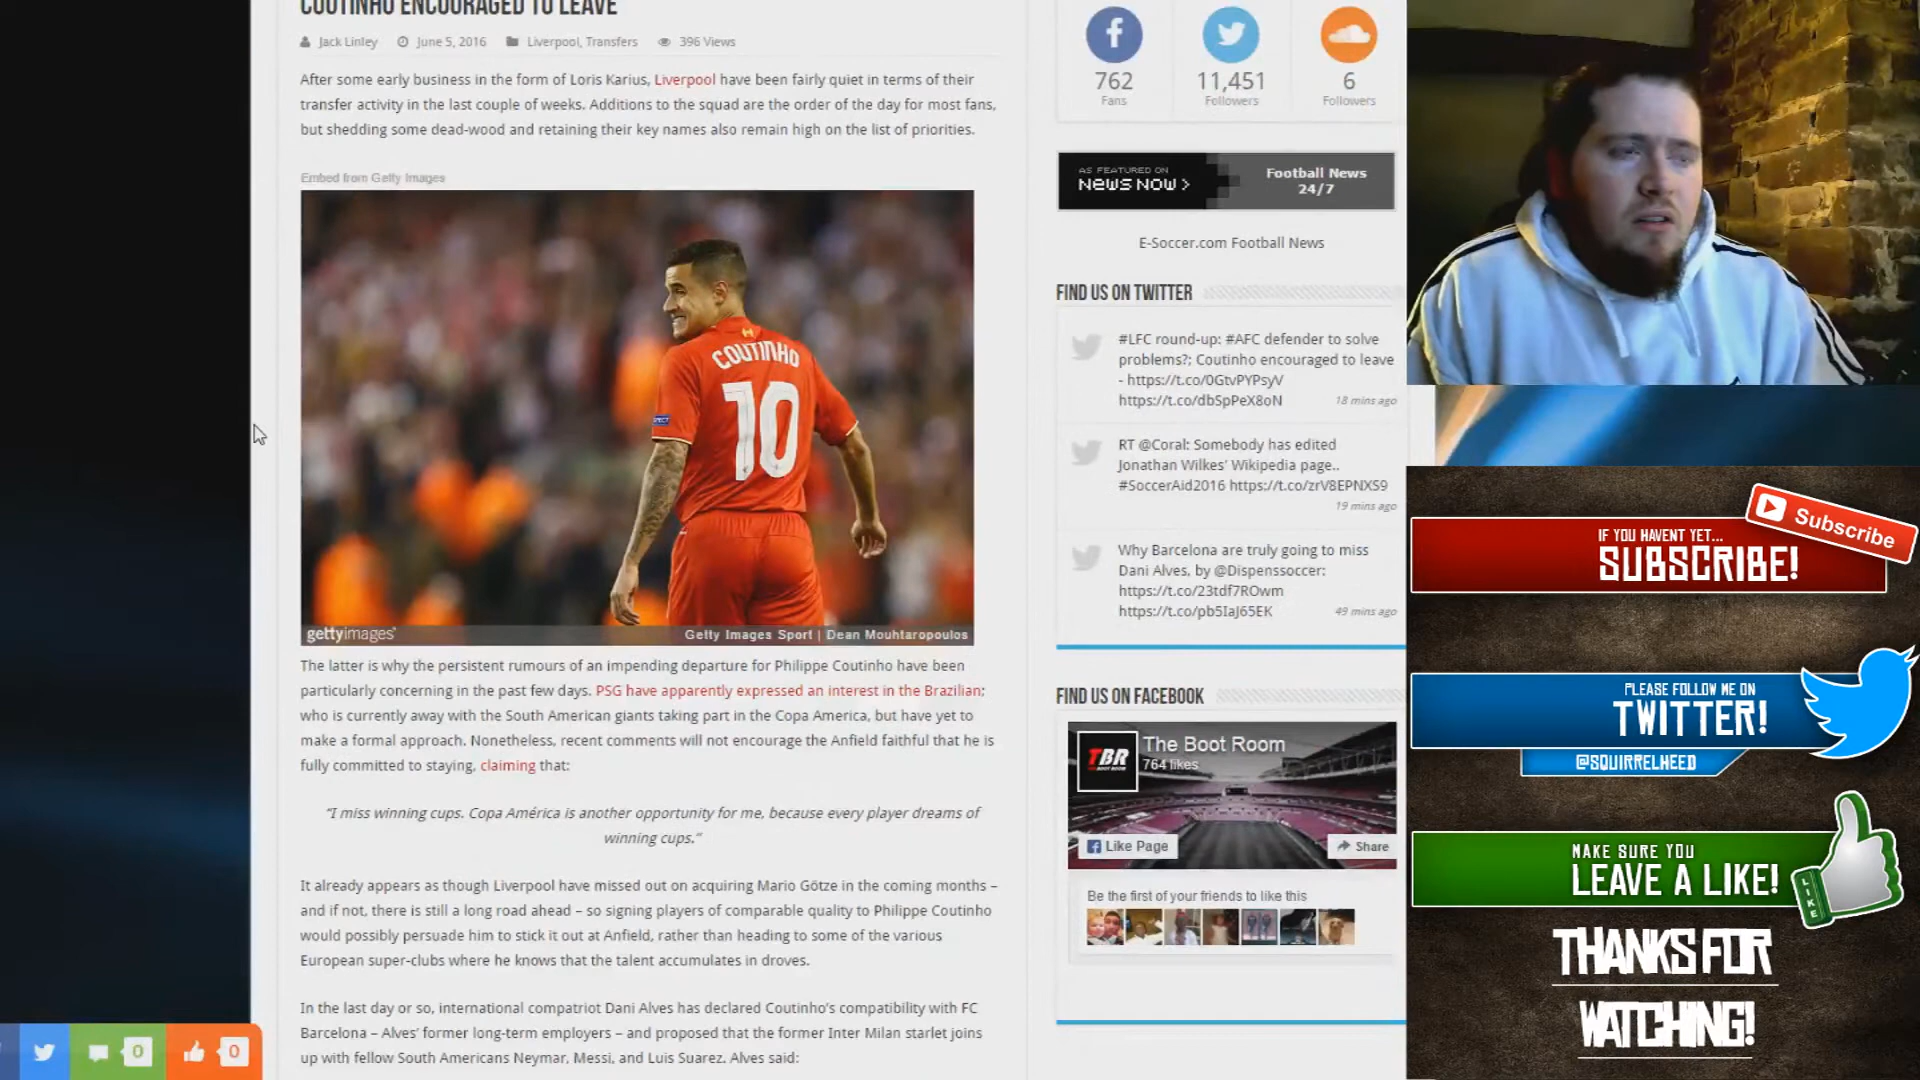 COUTINHO ENCOURAGED TO LEAVE
Jack Linley June 5, 2016 Liverpool, Transfers 396 Views
After some early business in the form of Loris Karius, Liverpool have been fairly quiet in terms of their
transfer activity in the last couple of weeks. Additions to the squad are the order of the day for most fans,
but shedding some dead-wood and retaining their key names also remain high on the list of priorities.
Embed from Getty Images
COUTINHO
10
gettyimages
Getty Images Sport | Dean Mouhtaropoulos
The latter is why the persistent rumours of an impending departure for Philippe Coutinho have been
particularly concerning in the past few days. PSG have apparently expressed an interest in the Brazilian;
who is currently away with the South American giants taking part in the Copa America, but have yet to
make a formal approach. Nonetheless, recent comments will not encourage the Anfield faithful that he is
fully committed to staying, claiming that:
“I miss winning cups. Copa América is another opportunity for me, because every player dreams of
winning cups.”
It already appears as though Liverpool have missed out on acquiring Mario Götze in the coming months –
and if not, there is still a long road ahead – so signing players of comparable quality to Philippe Coutinho
would possibly persuade him to stick it out at Anfield, rather than heading to some of the various
European super-clubs where he knows that the talent accumulates in droves.
In the last day or so, international compatriot Dani Alves has declared Coutinho’s compatibility with FC
Barcelona – Alves’ former long-term employers – and proposed that the former Inter Milan starlet joins
up with fellow South Americans Neymar, Messi, and Luis Suarez. Alves said:
0
0
762
Fans
11,451
Followers
6
Followers
AS FEATURED ON
NEWS NOW >
Football News
24/7
E-Soccer.com Football News
FIND US ON TWITTER
#LFC round-up: #AFC defender to solve
problems?; Coutinho encouraged to leave
- https://t.co/0GtvPYPsyV
https://t.co/dbSpPeX8oN 18 mins ago
RT @Coral: Somebody has edited
Jonathan Wilkes’ Wikipedia page..
#SoccerAid2016 https://t.co/zrV8EPNXS9
19 mins ago
Why Barcelona are truly going to miss
Dani Alves, by @Dispenssoccer:
https://t.co/23tdf7ROwm
https://t.co/pb5IaJ65EK 49 mins ago
FIND US ON FACEBOOK
TBR
The Boot Room
764 likes
Like Page
Share
Be the first of your friends to like this
Subscribe
IF YOU HAVENT YET...
SUBSCRIBE!
PLEASE FOLLOW ME ON
TWITTER!
@SQUIRRELHEED
MAKE SURE YOU
LEAVE A LIKE!
LIKE
THANKS FOR
WATCHING!